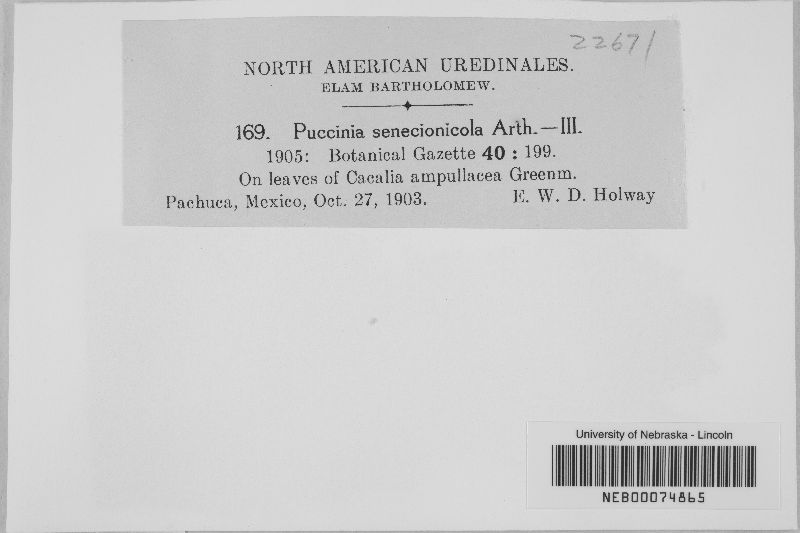 22671
NORTH AMERICAN UREDINALES.
ELAM BARTHOLOMEW.
169. Puccinia senecionicola Arth.—III.
1905: Botanical Gazette 40 : 199.
On leaves of Cacalia ampullacea Greenm.
Pachuca, Mexico, Oct. 27, 1903. E. W. D. Holway
University of Nebraska - Lincoln
NEB00074865